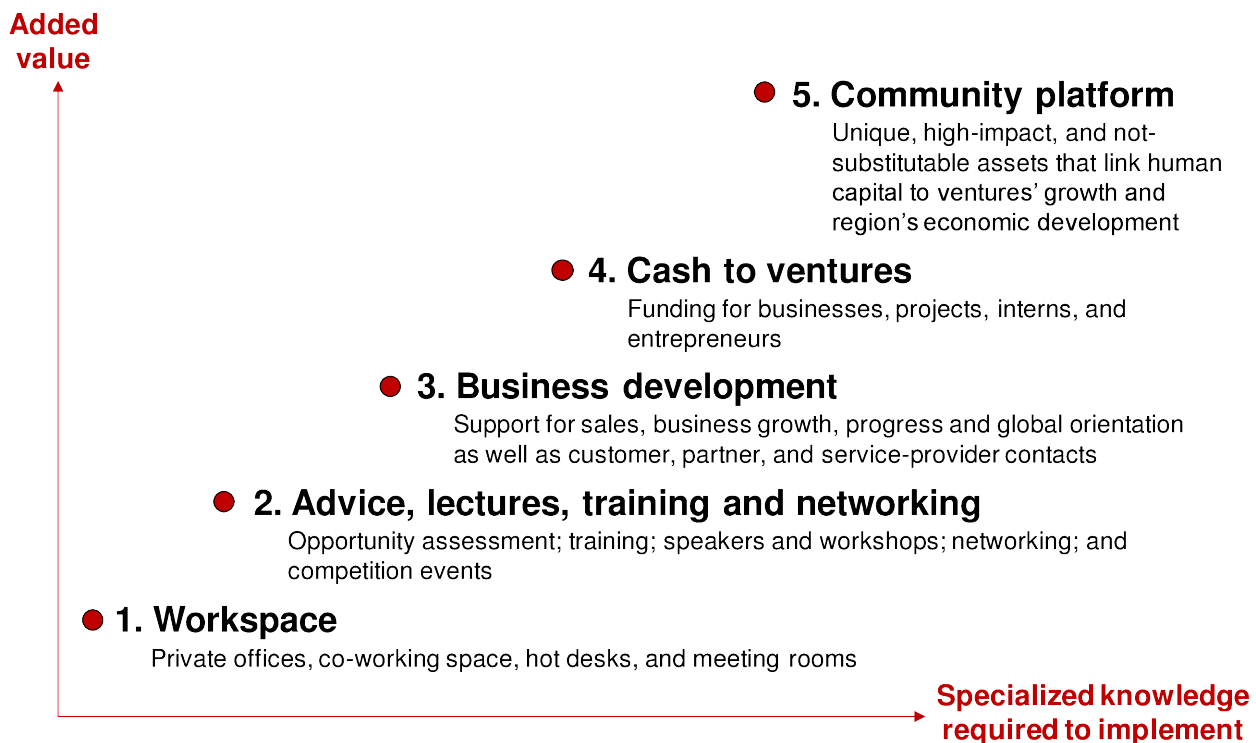 Added
value
5. Community platform
Unique, high-impact, and not-
substitutable assets that link human
capital to ventures’ growth and
region’s economic development
4. Cash to ventures
Funding for businesses, projects, interns, and
entrepreneurs
3. Business development
Support for sales, business growth, progress and global orientation
as well as customer, partner, and service-provider contacts
2. Advice, lectures, training and networking
Opportunity assessment; training; speakers and workshops; networking; and
competition events
1. Workspace
Private offices, co-working space, hot desks, and meeting rooms
Specialized knowledge
required to implement